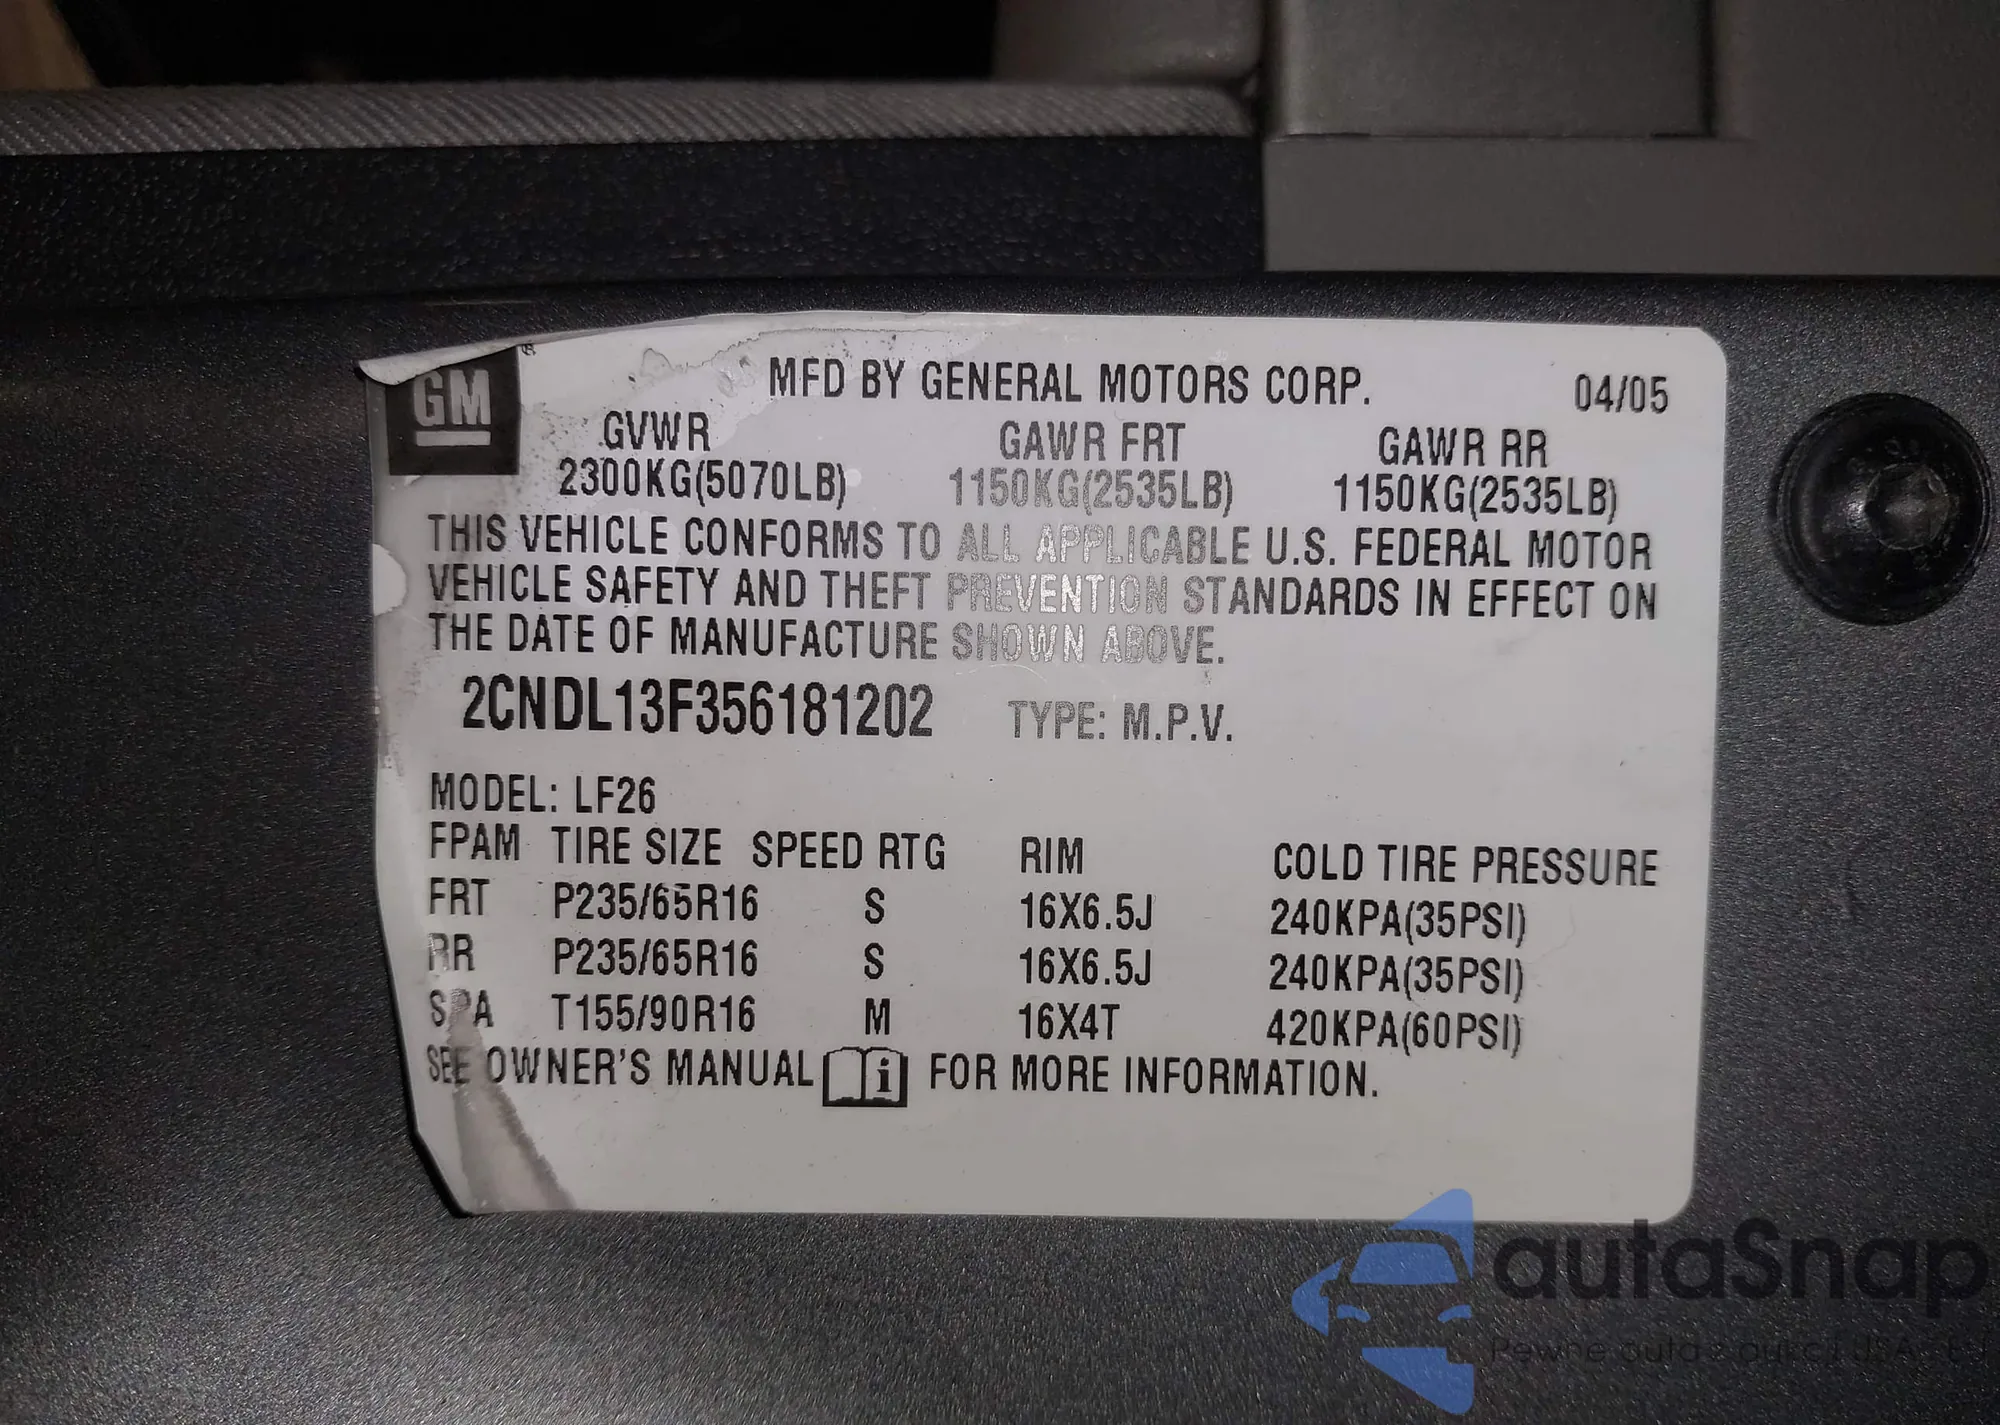 GM ®
MFD BY GENERAL MOTORS CORP. 04/05
GVWR GAWR FRT GAWR RR
2300KG(5070LB) 1150KG(2535LB) 1150KG(2535LB)
THIS VEHICLE CONFORMS TO ALL APPLICABLE U.S. FEDERAL MOTOR
VEHICLE SAFETY AND THEFT PREVENTION STANDARDS IN EFFECT ON
THE DATE OF MANUFACTURE SHOWN ABOVE.
2CNDL13F356181202 TYPE: M.P.V.
MODEL: LF26
FPAM TIRE SIZE SPEED RTG RIM COLD TIRE PRESSURE
FRT P235/65R16 S 16X6.5J 240KPA(35PSI)
RR P235/65R16 S 16X6.5J 240KPA(35PSI)
SPA T155/90R16 M 16X4T 420KPA(60PSI)
SEE OWNER'S MANUAL i FOR MORE INFORMATION.
autaSnap
Pewne auta z aukcji USA